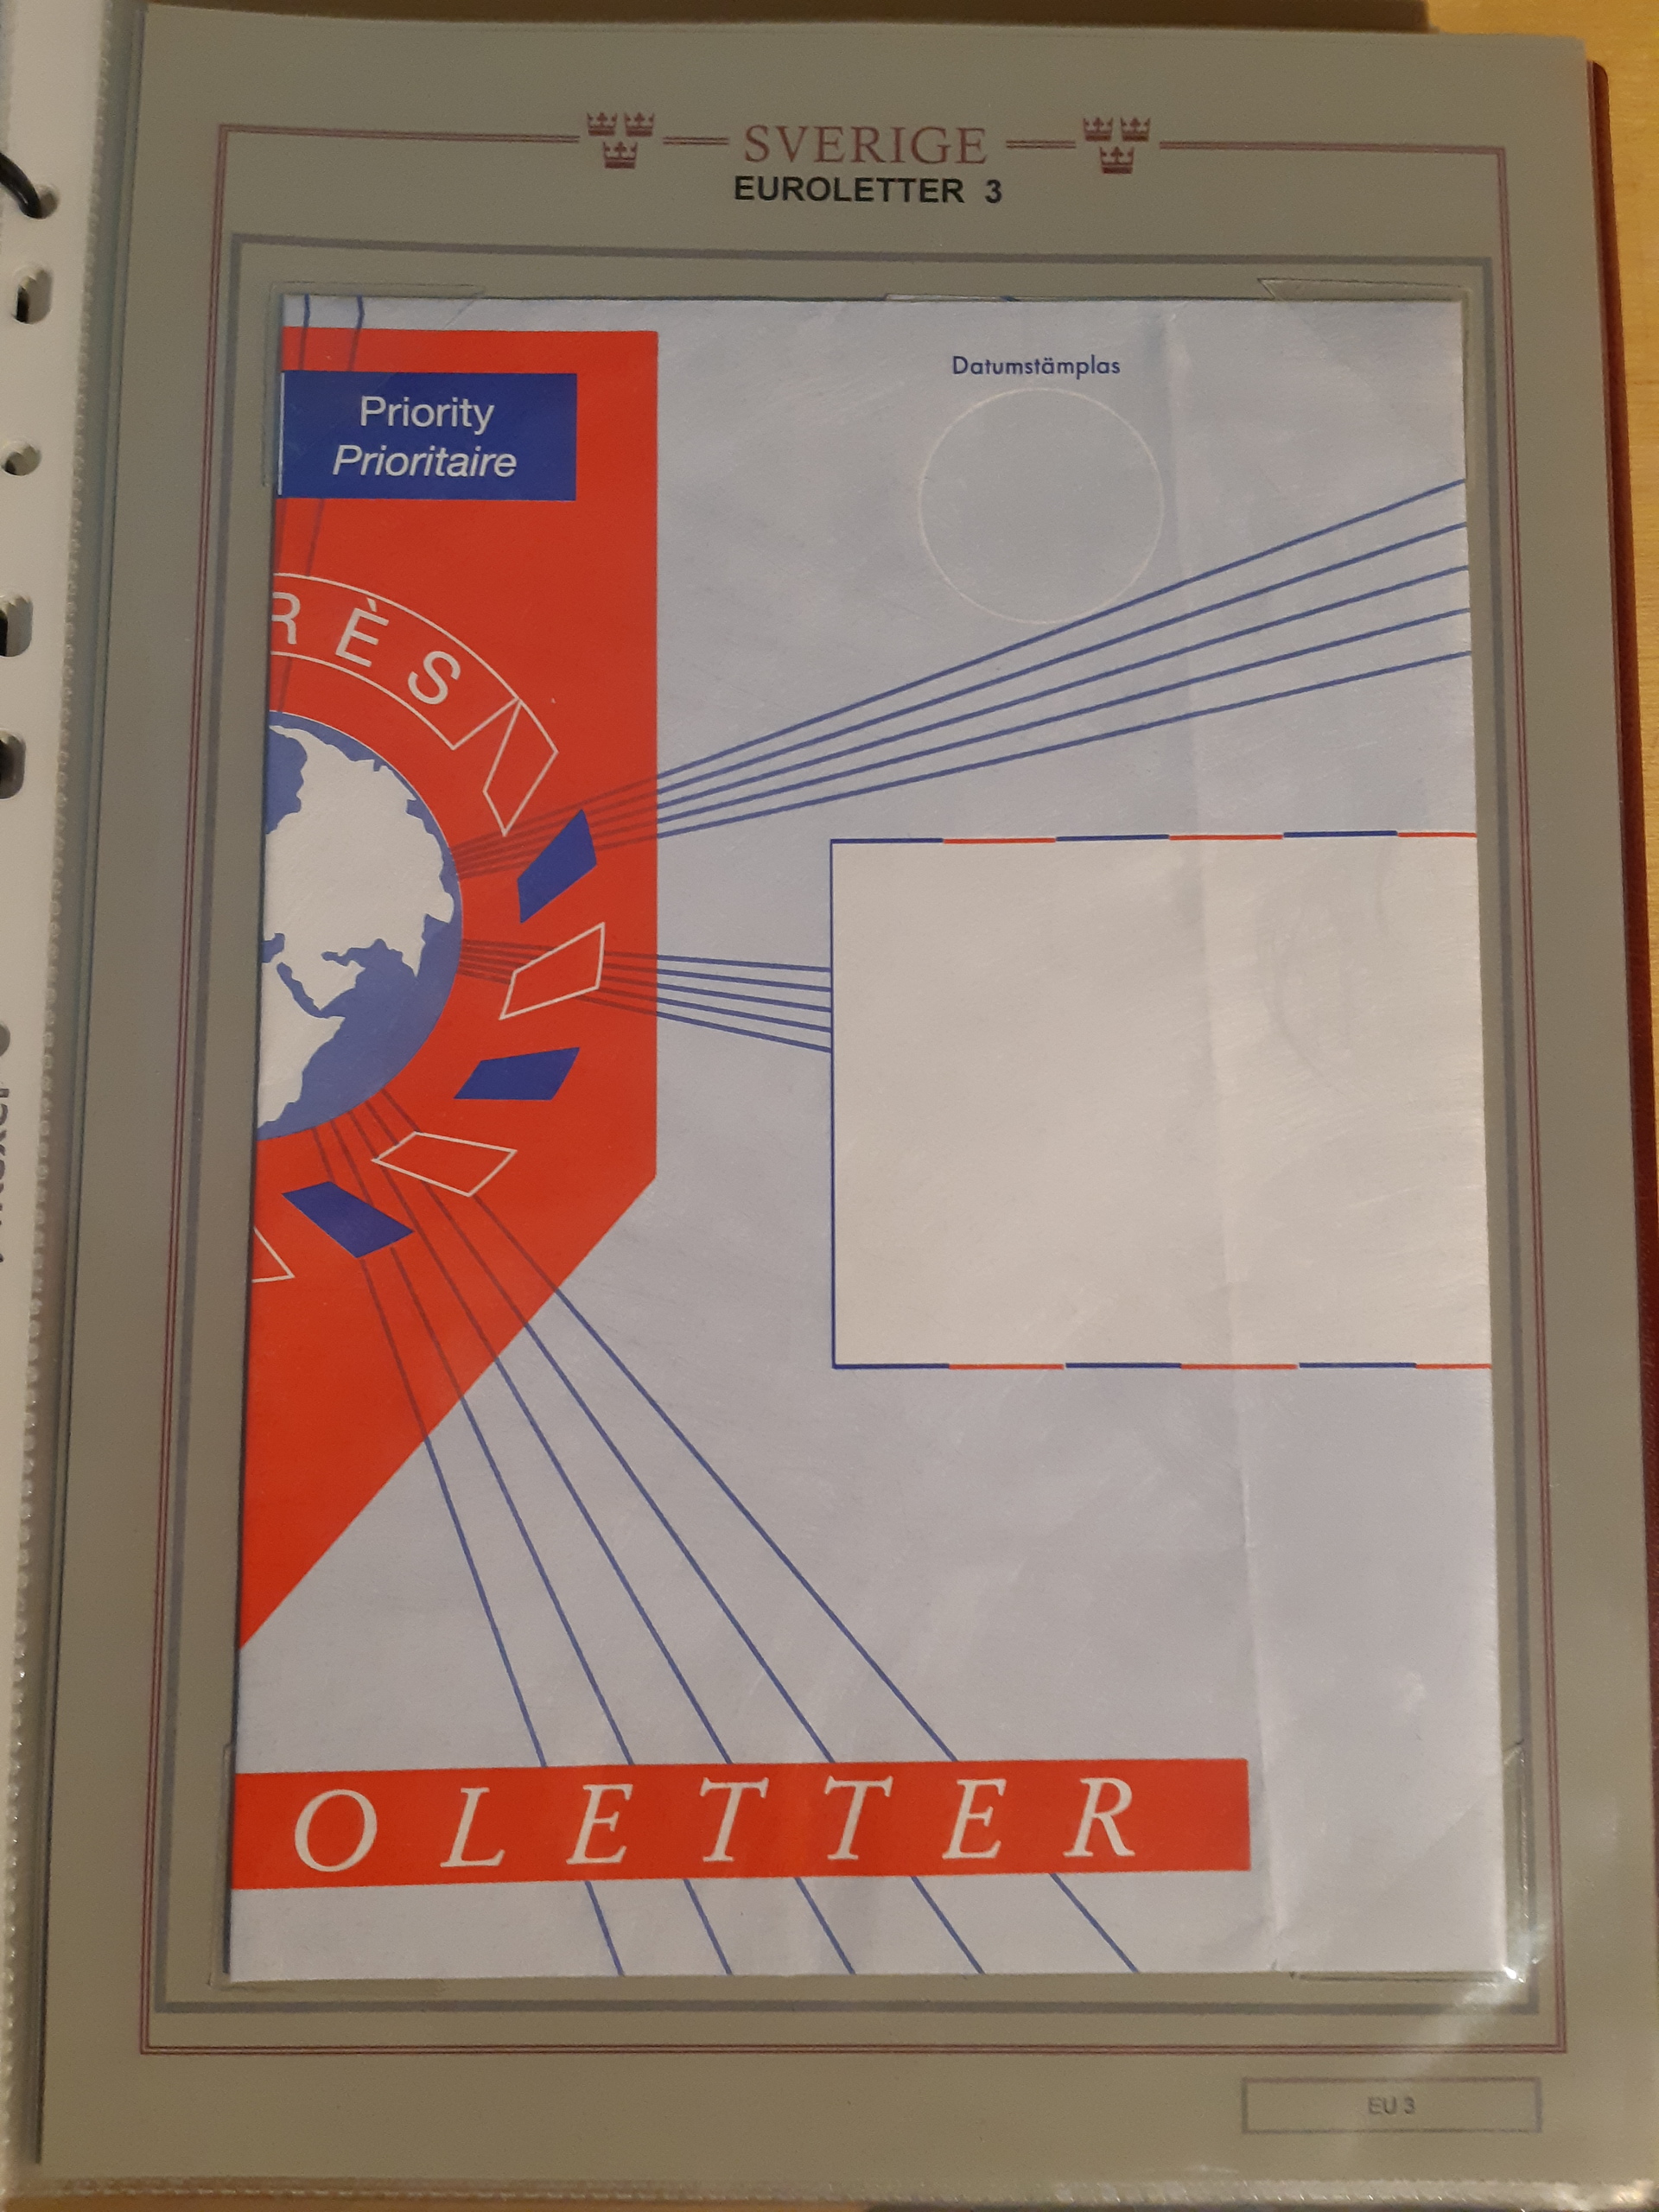 SVERIGE
EUROLETTER 3
Datumstämplas
Priority
Prioritaire
RÈS
OLETTER
EU 3